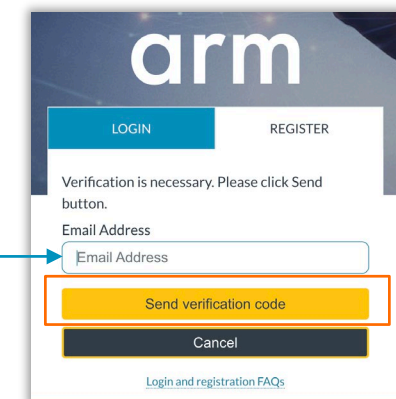 arm
LOGIN
REGISTER
Verification is necessary. Please click Send
button.
Email Address
Email Address
Send verification code
Cancel
Login and registration FAQs